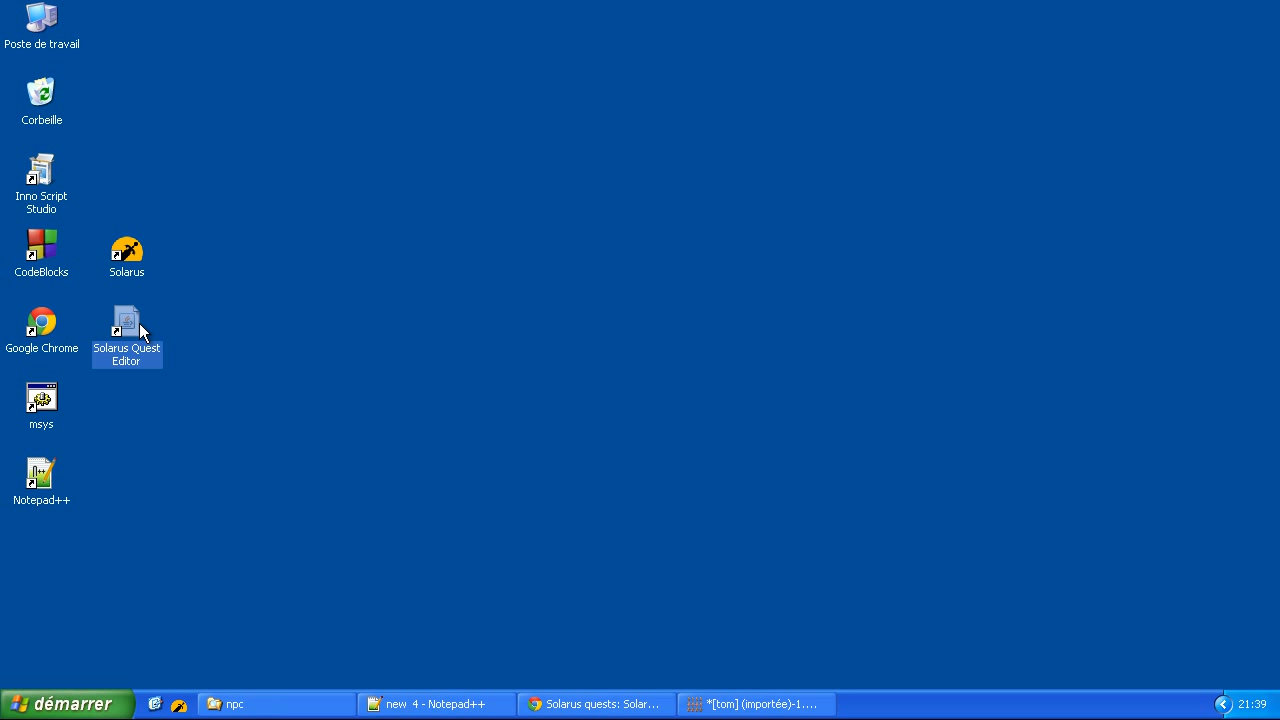 Poste de travail
Corbeille
Inno Script
Studio
CodeBlocks
Solarus
Google Chrome
Solarus Quest
Editor
msys
Notepad++
démarrer
npc
new 4 - Notepad++
Solarus quests: Solar...
*[tom] (importée)-1....
21:39